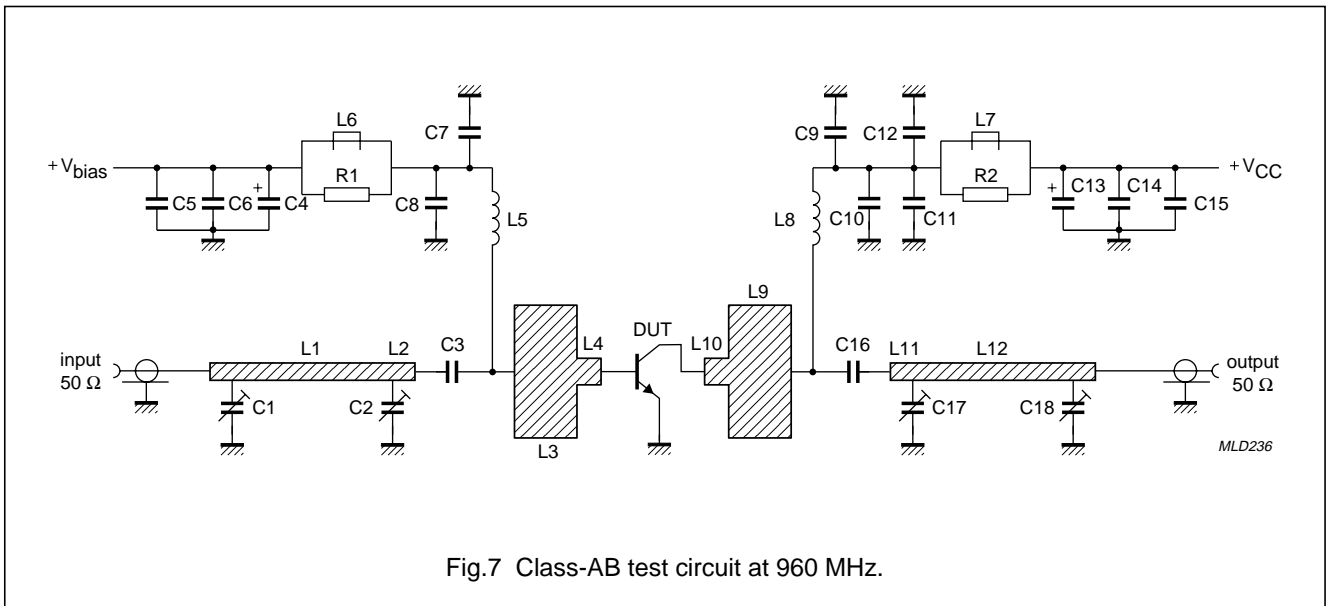 C7
L6
+ V_bias
R1
+
C5
C6
C4
C8
L5
C9
C12
L7
+ V_CC
R2
L8
C10
C11
+
C13
C14
C15
input
50 Ω
L1
L2
C3
L4
DUT
L10
L9
C16
L11
L12
output
50 Ω
C1
C2
L3
C17
C18
MLD236
Fig.7 Class-AB test circuit at 960 MHz.